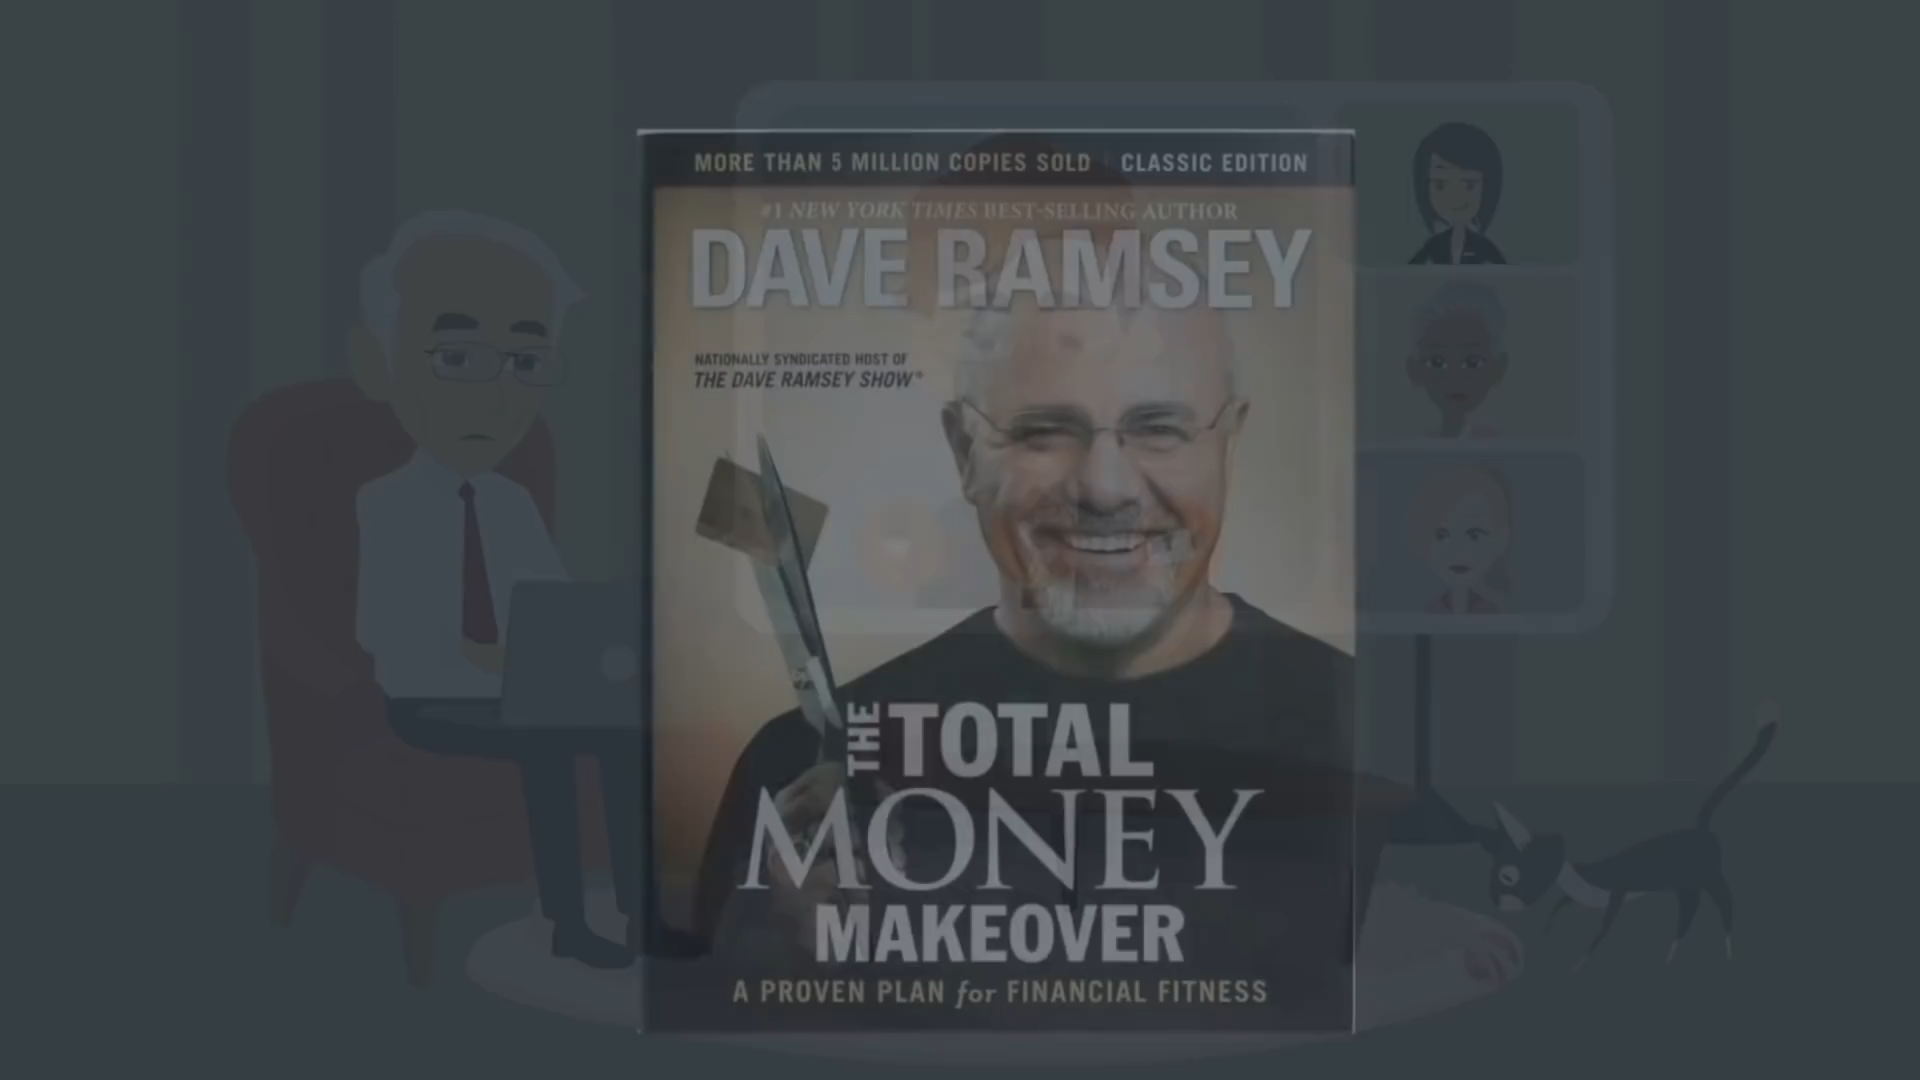 MORE THAN 5 MILLION COPIES SOLD CLASSIC EDITION
#1 NEW YORK TIMES BEST-SELLING AUTHOR
DAVE RAMSEY
NATIONALLY SYNDICATED HOST OF
THE DAVE RAMSEY SHOW®
THE TOTAL
MONEY
MAKEOVER
A PROVEN PLAN for FINANCIAL FITNESS